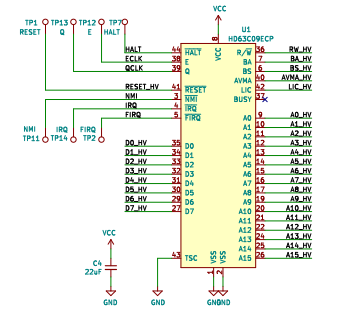 TP1 TP13 TP12 TP7
RESET Q E HALT
VCC
U1
HD63C09ECP
HALT 44 HALT VCC 8 R/W 36 RW_HV
ECLK 38 E BA 7 BA_HV
QCLK 39 Q BS 6 BS_HV
AVMA 40 AVMA_HV
RESET_HV 41 RESET LIC 42 LIC_HV
NMI 3 NMI BUSY 37
IRQ 4 IRQ
FIRQ 5 FIRQ A0 9 A0_HV
A1 10 A1_HV
NMI IRQ FIRQ A2 11 A2_HV
TP11 TP14 TP2
D0_HV 35 D0 A3 12 A3_HV
D1_HV 34 D1 A4 13 A4_HV
D2_HV 33 D2 A5 14 A5_HV
D3_HV 32 D3 A6 15 A6_HV
D4_HV 31 D4 A7 16 A7_HV
D5_HV 30 D5 A8 17 A8_HV
D6_HV 29 D6 A9 18 A9_HV
D7_HV 27 D7 A10 20 A10_HV
A11 21 A11_HV
A12 22 A12_HV
A13 23 A13_HV
VCC A14 24 A14_HV
43 TSC VSS VSS A15 26 A15_HV
C4
22uF
1 2
GND GND GND GND